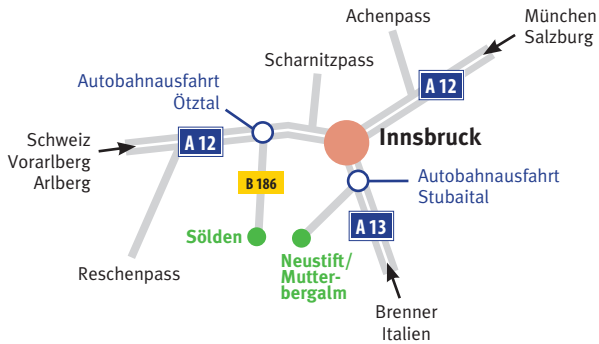 Achenpass
München
Salzburg
Scharnitzpass
Autobahnausfahrt
Ötztal
A 12
Schweiz
Vorarlberg
Arlberg
A 12
Innsbruck
B 186
Autobahnausfahrt
Stubaital
Sölden
A 13
Neustift/
Mutter-
bergalm
Reschenpass
Brenner
Italien